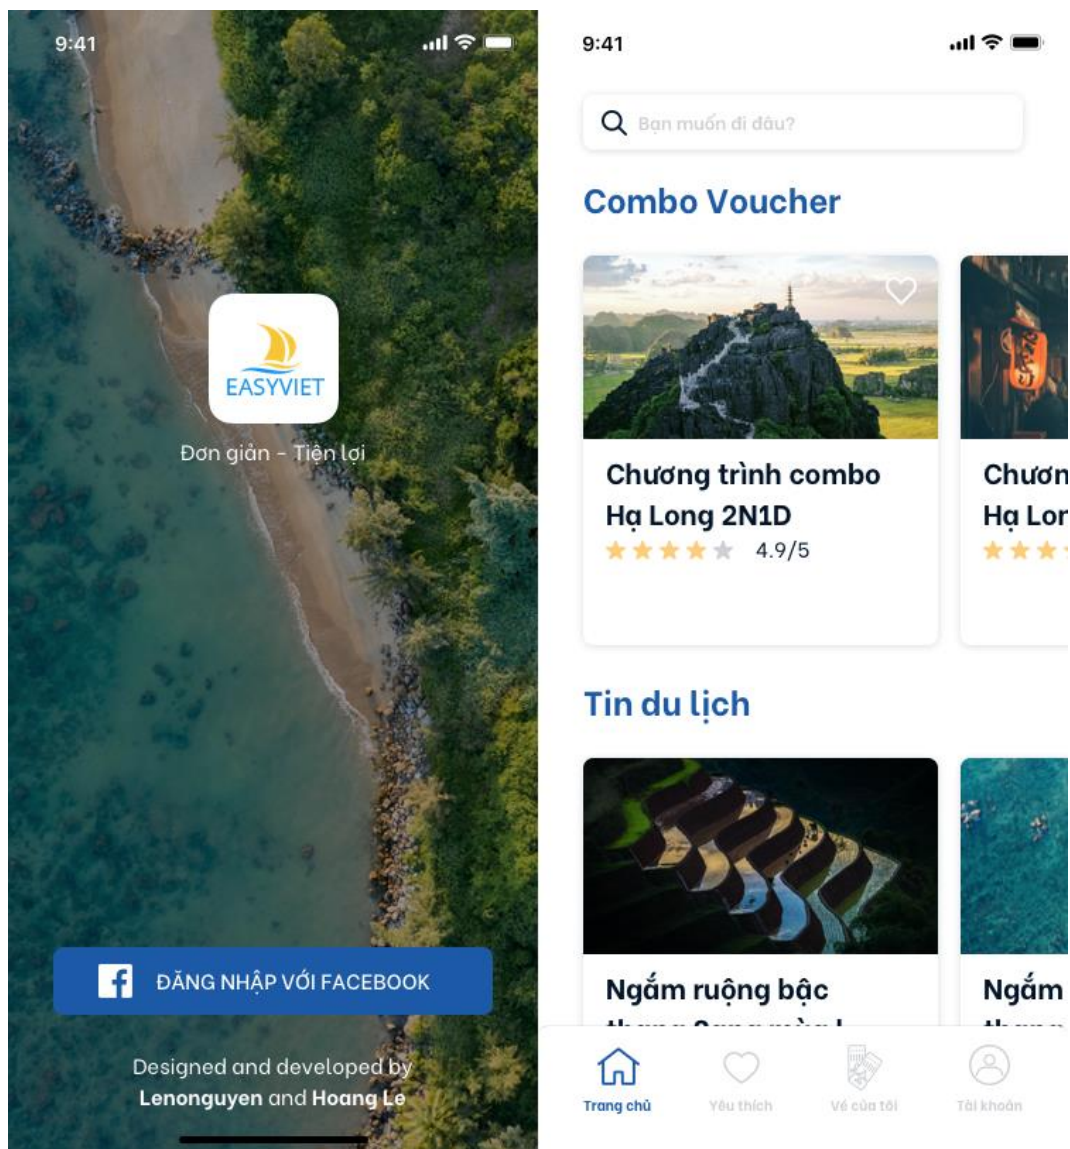 9:41
EASYVIET
Đơn giản - Tiện lợi
ĐĂNG NHẬP VỚI FACEBOOK
Designed and developed by
Lenonguyen and Hoang Le
9:41
Bạn muốn đi đâu?
Combo Voucher
Chương trình combo
Hạ Long 2N1D
4.9/5
Chươn
Hạ Lon
Tin du lịch
Ngắm ruộng bậc
Ngắm
Trang chủ
Yêu thích
Vé của tôi
Tài khoản